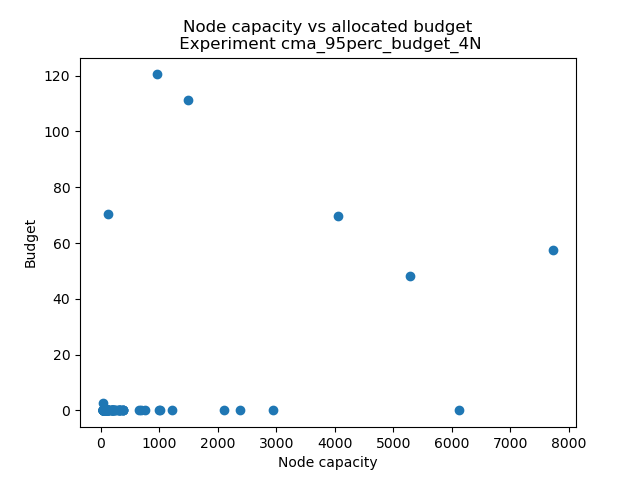 Node capacity vs allocated budget
Experiment cma_95perc_budget_4N
120
100
80
60
40
20
0
Budget
0 1000 2000 3000 4000 5000 6000 7000 8000
Node capacity